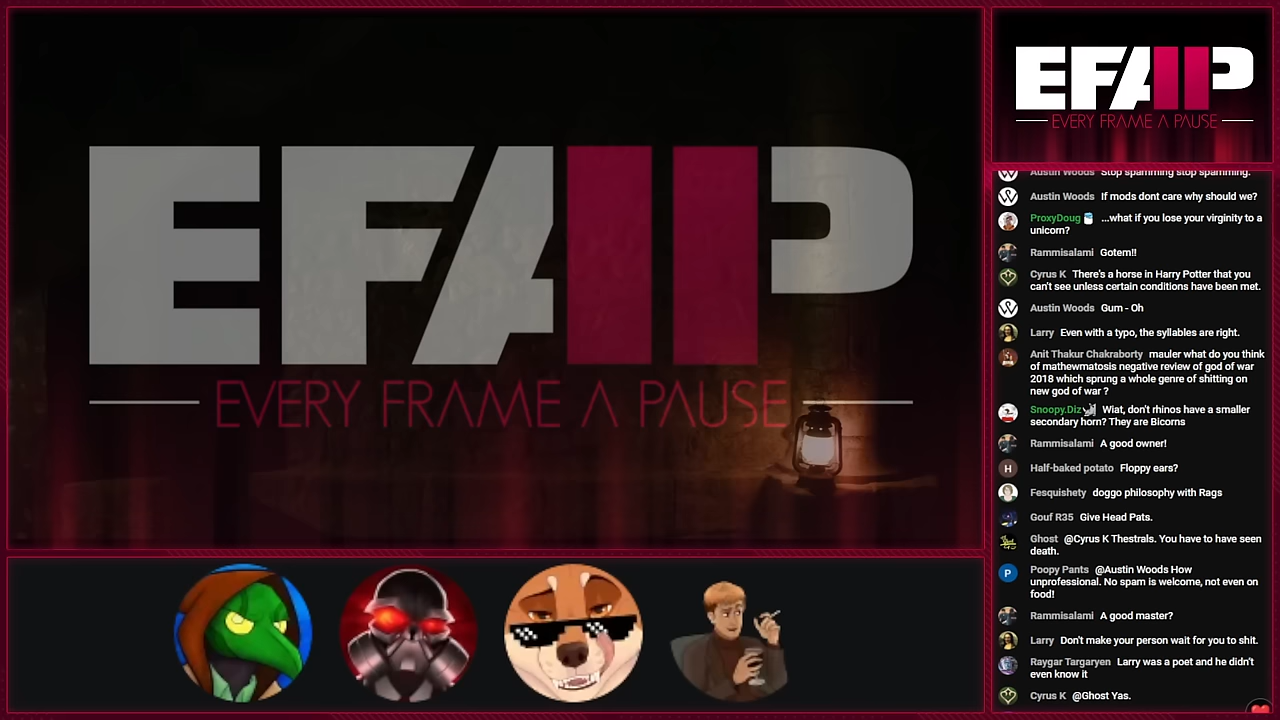 EFAP
EVERY FRAME A PAUSE
EFAP
EVERY FRAME A PAUSE
Austin Woods Stop spamming stop spamming.
Austin Woods If mods dont care why should we?
ProxyDoug ...what if you lose your virginity to a
unicorn?
Rammisalami Gotem!!
Cyrus K There's a horse in Harry Potter that you
can't see unless certain conditions have been met.
Austin Woods Gum - Oh
Larry Even with a typo, the syllables are right.
Anit Thakur Chakraborty mauler what do you think
of mathewmatosis negative review of god of war
2018 which sprung a whole genre of shitting on
new god of war ?
Snoopy.Diz Wiat, don't rhinos have a smaller
secondary horn? They are Bicorns
Rammisalami A good owner!
H
Half-baked potato Floppy ears?
Fesquishety doggo philosophy with Rags
Gouf R35 Give Head Pats.
Ghost @Cyrus K Thestrals. You have to have seen
death.
P
Poopy Pants @Austin Woods How
unprofessional. No spam is welcome, not even on
food!
Rammisalami A good master?
Larry Don't make your person wait for you to shit.
Raygar Targaryen Larry was a poet and he didn't
even know it
Cyrus K @Ghost Yas.